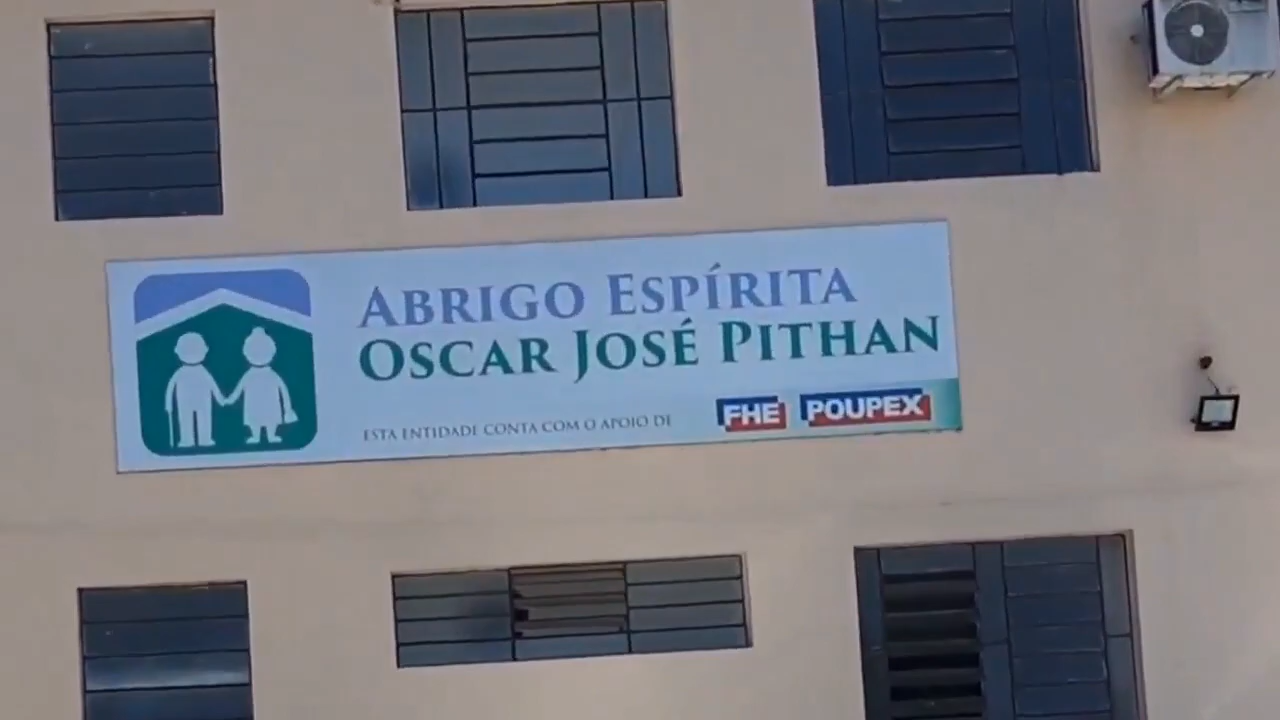 ABRIGO ESPÍRITA
OSCAR JOSÉ PITHAN
ESTA ENTIDADE CONTA COM O APOIO DE FHE POUPEX